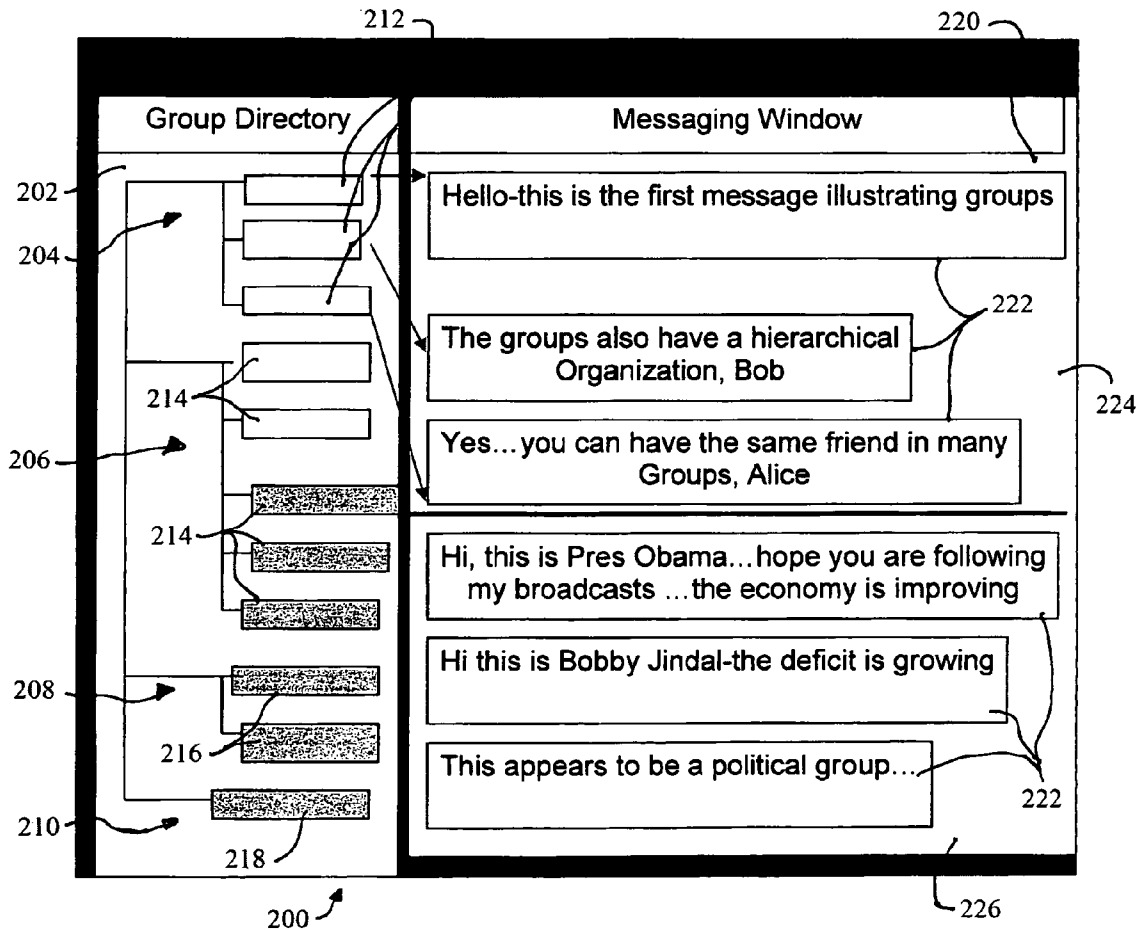 212
220
Group Directory
Messaging Window
202
Hello-this is the first message illustrating groups
204
222
The groups also have a hierarchical
Organization, Bob
214
224
Yes...you can have the same friend in many
Groups, Alice
206
214
Hi, this is Pres Obama...hope you are following
my broadcasts ...the economy is improving
Hi this is Bobby Jindal-the deficit is growing
208
216
This appears to be a political group...
222
210
218
200
226